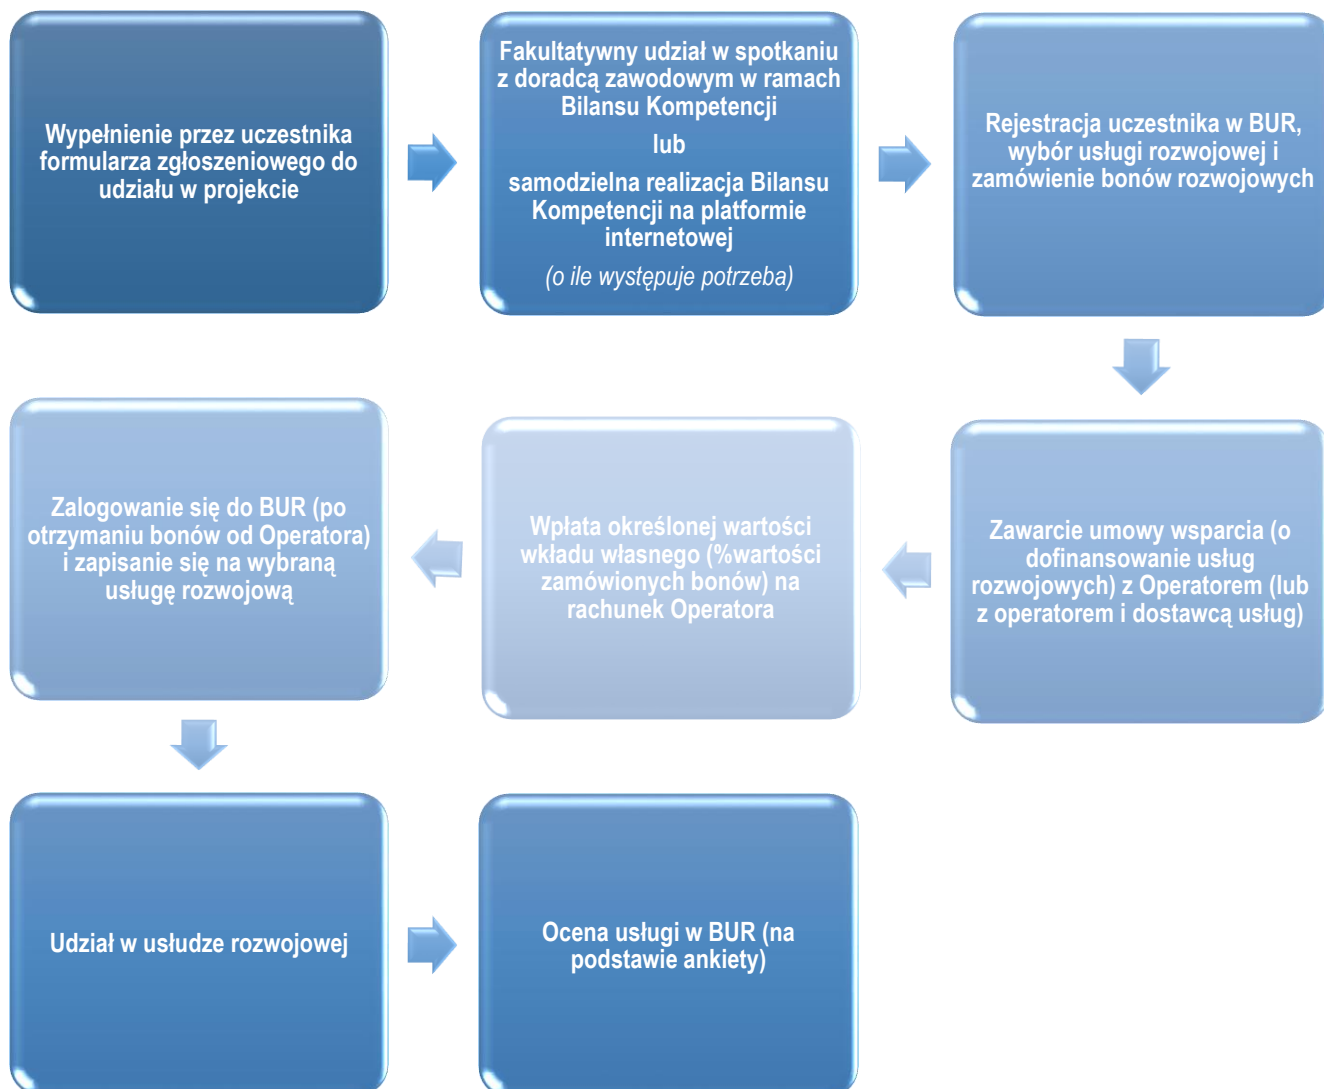 Wypełnienie przez uczestnika
formularza zgłoszeniowego do
udziału w projekcie
Fakultatywny udział w spotkaniu
z doradcą zawodowym w ramach
Bilansu Kompetencji
lub
samodzielna realizacja Bilansu
Kompetencji na platformie
internetowej
(o ile występuje potrzeba)
Rejestracja uczestnika w BUR,
wybór usługi rozwojowej i
zamówienie bonów rozwojowych
Zawarcie umowy wsparcia (o
dofinansowanie usług
rozwojowych) z Operatorem (lub
z operatorem i dostawcą usług)
Wpłata określonej wartości
wkładu własnego (%wartości
zamówionych bonów) na
rachunek Operatora
Zalogowanie się do BUR (po
otrzymaniu bonów od Operatora)
i zapisanie się na wybraną
usługę rozwojową
Udział w usłudze rozwojowej
Ocena usługi w BUR (na
podstawie ankiety)